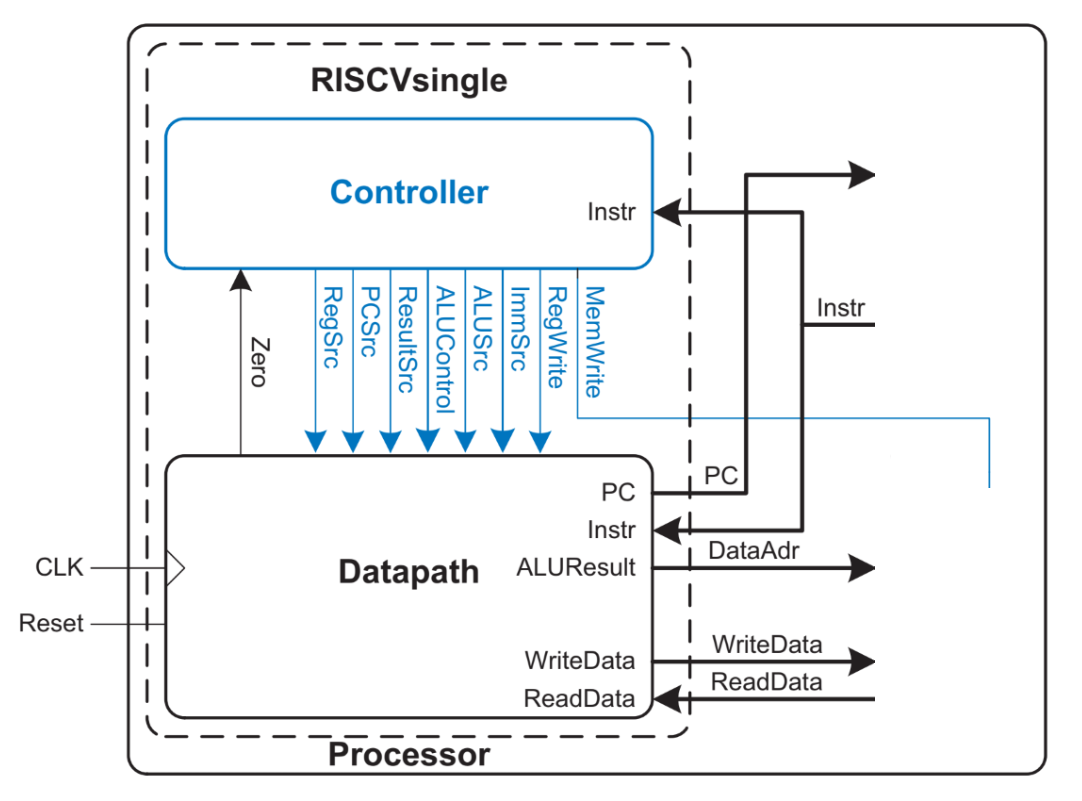 RISCVsingle
Controller
Instr
Instr
Zero
RegSrc
PCSrc
ResultSrc
ALUControl
ALUSrc
ImmSrc
RegWrite
MemWrite
PC
PC
Instr
CLK
Datapath
ALUResult
DataAdr
Reset
WriteData
WriteData
ReadData
ReadData
Processor